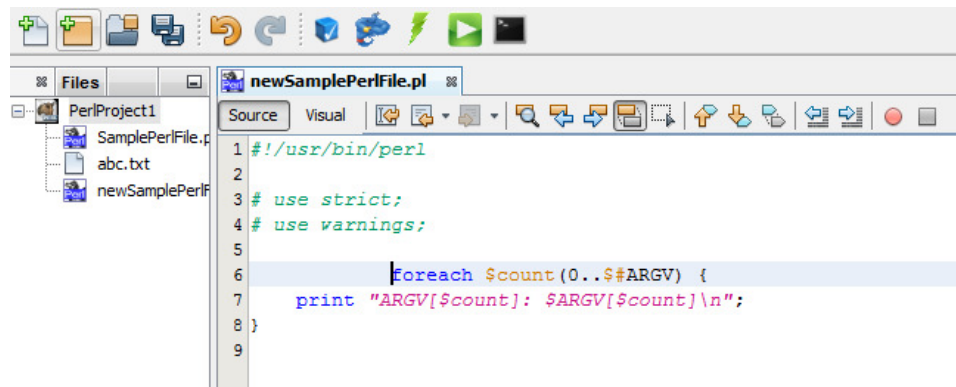 Files
newSamplePerlFile.pl
PerlProject1
SamplePerlFile.p
abc.txt
newSamplePerlF
Source Visual
1 #!/usr/bin/perl
2
3 # use strict;
4 # use warnings;
5
6 foreach $count(0..$#ARGV) {
7 print "ARGV[$count]: $ARGV[$count]\n";
8 }
9